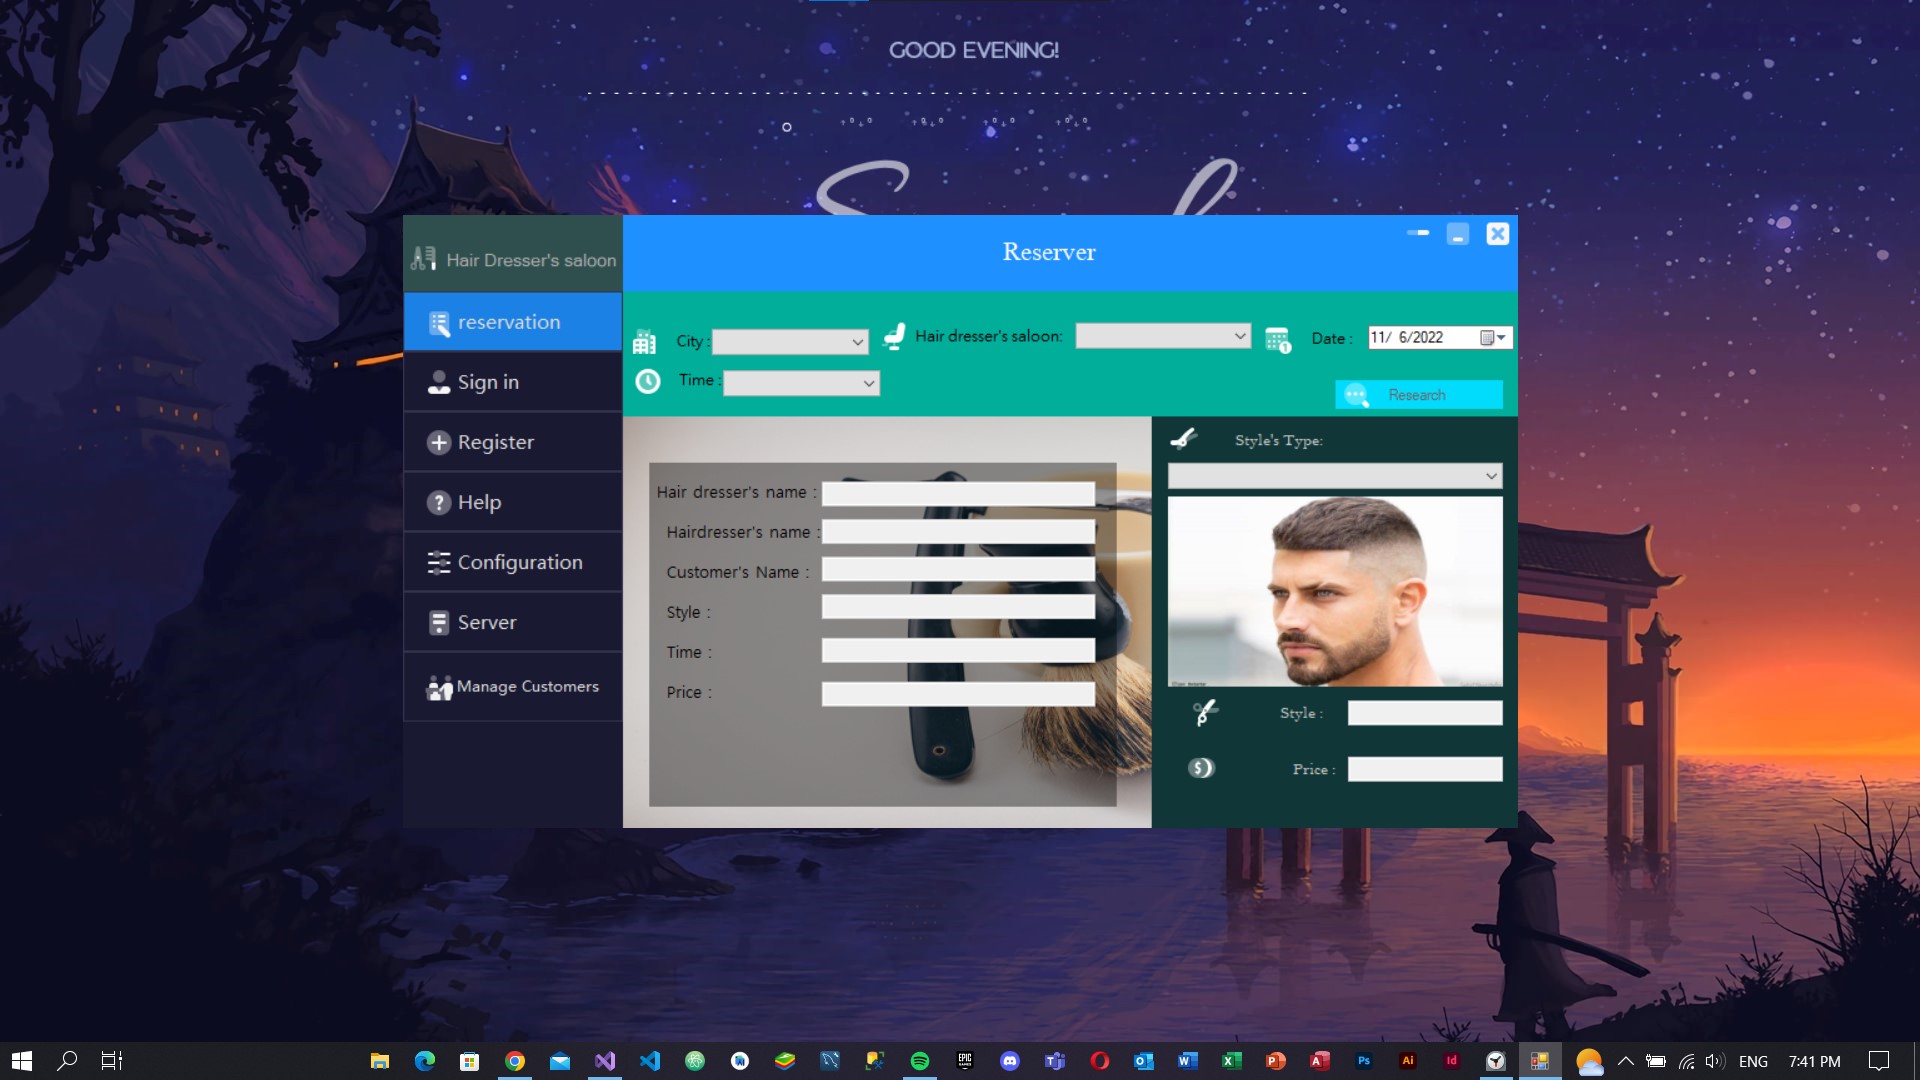 GOOD EVENING!
Hair Dresser's saloon
Reserver
reservation
Sign in
Register
Help
Configuration
Server
Manage Customers
City :
Hair dresser's saloon:
Date :
11/ 6/2022
Time :
Research
Hair dresser's name :
Hairdresser's name :
Customer's Name :
Style :
Time :
Price :
Style's Type:
Style :
Price :
ENG
7:41 PM